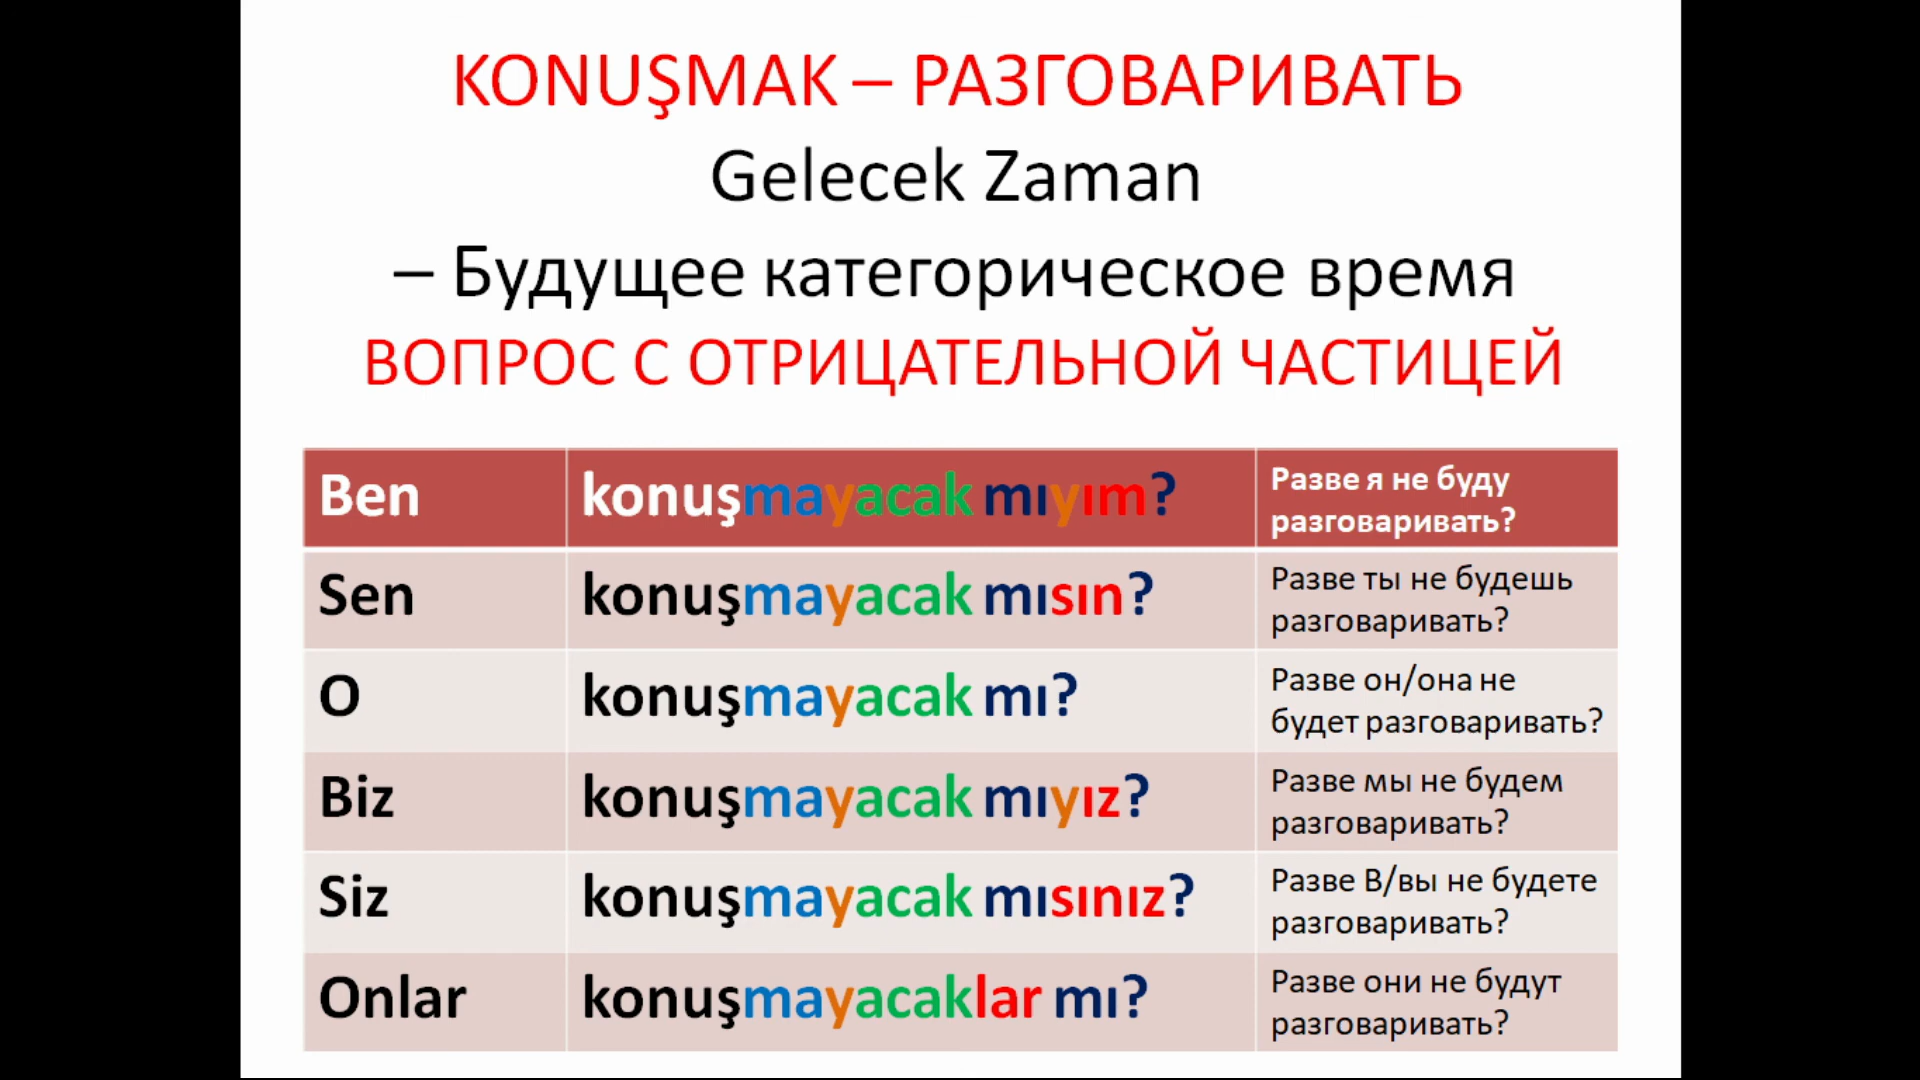 KONUŞMAK – РАЗГОВАРИВАТЬ
Gelecek Zaman
– Будущее категорическое время
ВОПРОС С ОТРИЦАТЕЛЬНОЙ ЧАСТИЦЕЙ
Ben
konuşmayacak mıyım?
Разве я не буду
разговаривать?
Sen
konuşmayacak mısın?
Разве ты не будешь
разговаривать?
O
konuşmayacak mı?
Разве он/она не
будет разговаривать?
Biz
konuşmayacak mıyız?
Разве мы не будем
разговаривать?
Siz
konuşmayacak mısınız?
Разве В/вы не будете
разговаривать?
Onlar
konuşmayacaklar mı?
Разве они не будут
разговаривать?